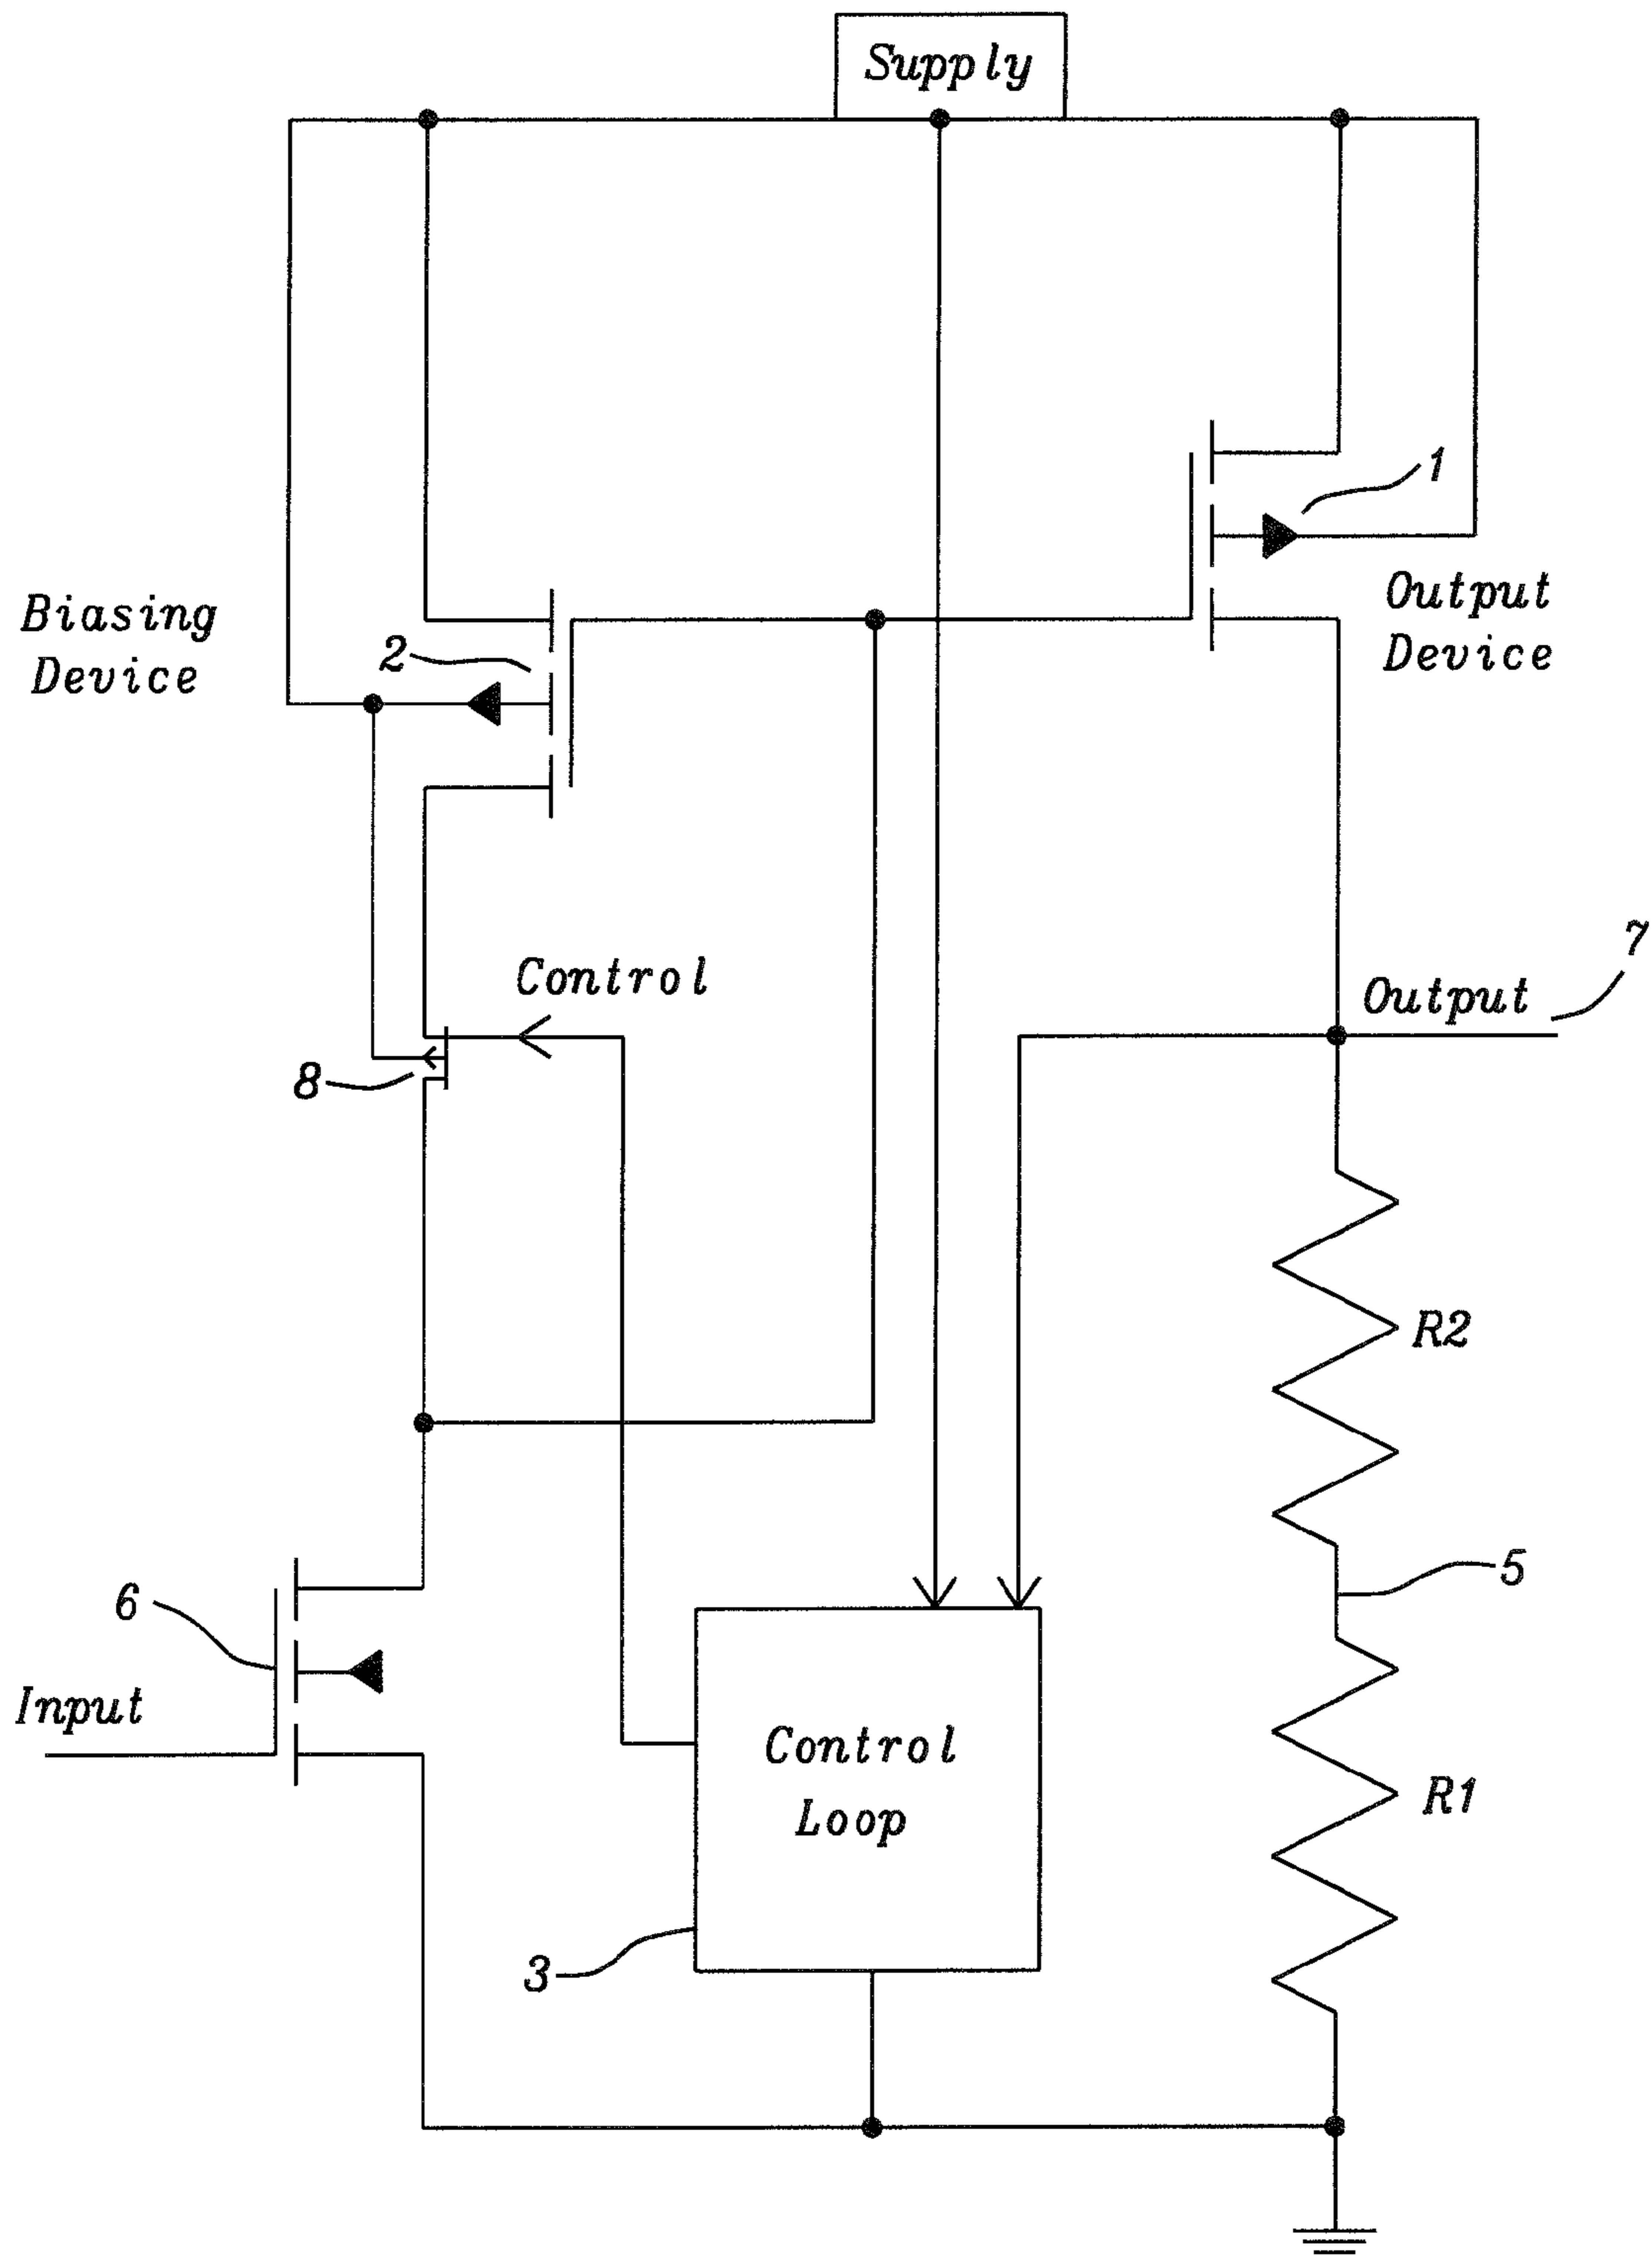 Supply
1
Output
Device
Biasing
Device
2
7
Control
Output
8
R2
5
6
Input
Control
Loop
R1
3